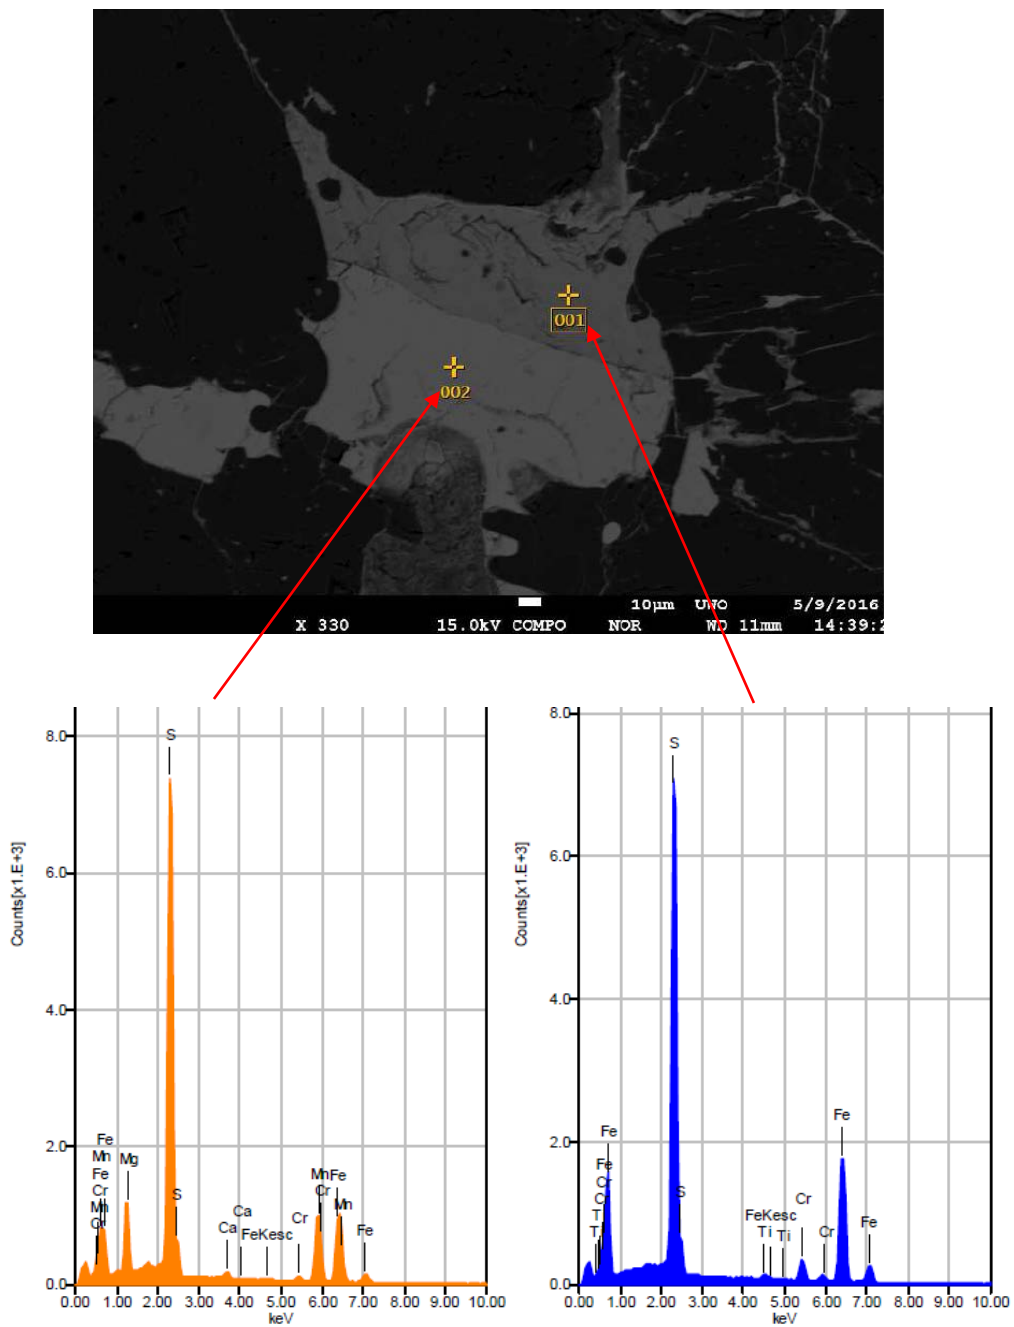 001
002
10µm UWO 5/9/2016
X 330 15.0kV COMPO NOR WD 11mm 14:39:2
8.0
6.0
4.0
2.0
0.0
Counts[x1.E+3]
S
Fe
Mn
Fe
Cr
Mn
C
Mg
S
Ca
Ca
FeKesc
Cr
Mn
Cr
Fe
Mn
Fe
0.00 1.00 2.00 3.00 4.00 5.00 6.00 7.00 8.00 9.00 10.00
keV
8.0
6.0
4.0
2.0
0.0
Counts[x1.E+3]
S
Fe
Fe
Cr
C
T
T
S
FeKesc
Ti
Ti
Cr
Cr
Fe
Fe
0.00 1.00 2.00 3.00 4.00 5.00 6.00 7.00 8.00 9.00 10.00
keV